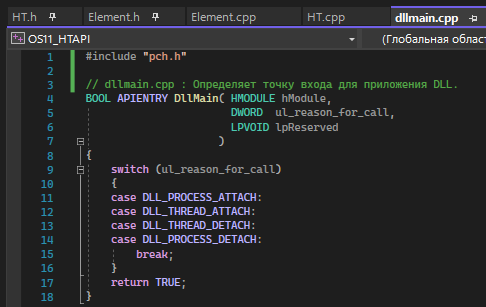 HT.h Element.h Element.cpp HT.cpp dllmain.cpp
OS11_HTAPI (Глобальная област
1 #include "pch.h"
2
3 // dllmain.cpp : Определяет точку входа для приложения DLL.
4 BOOL APIENTRY DllMain( HMODULE hModule,
5 DWORD  ul_reason_for_call,
6 LPVOID lpReserved
7 )
8 {
9 switch (ul_reason_for_call)
10 {
11 case DLL_PROCESS_ATTACH:
12 case DLL_THREAD_ATTACH:
13 case DLL_THREAD_DETACH:
14 case DLL_PROCESS_DETACH:
15 break;
16 }
17 return TRUE;
18 }